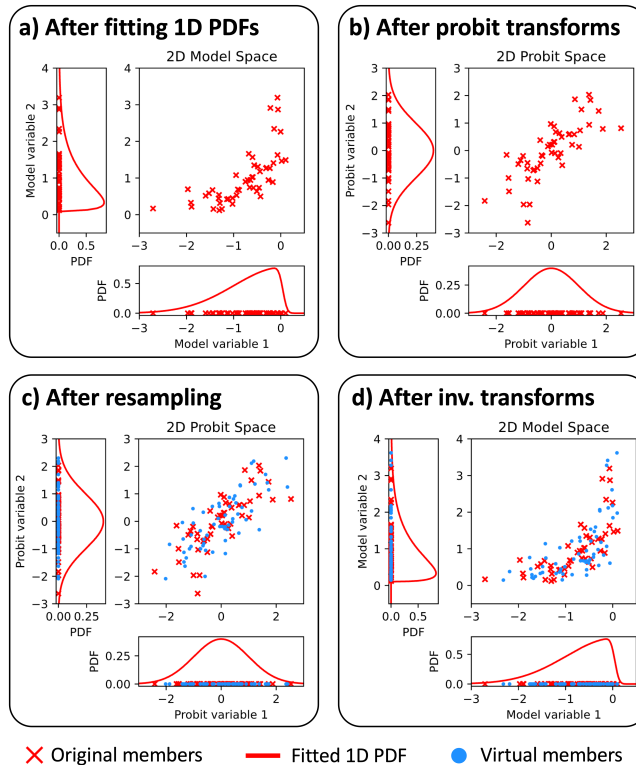 a) After fitting 1D PDFs
2D Model Space
Model variable 2
4
3
2
1
0
0.0 0.5
PDF
4
3
2
1
0
−3 −2 −1 0
PDF
0.5
0.0
−3 −2 −1 0
Model variable 1
b) After probit transforms
2D Probit Space
Probit variable 2
3
2
1
0
−1
−2
−3
0.00 0.25
PDF
3
2
1
0
−1
−2
−3
−2 0 2
PDF
0.25
0.00
−2 0 2
Probit variable 1
c) After resampling
2D Probit Space
Probit variable 2
3
2
1
0
−1
−2
−3
0.00 0.25
PDF
3
2
1
0
−1
−2
−3
−2 0 2
PDF
0.25
0.00
−2 0 2
Probit variable 1
d) After inv. transforms
2D Model Space
Model variable 2
4
3
2
1
0
0.0 0.5
PDF
4
3
2
1
0
−3 −2 −1 0
PDF
0.5
0.0
−3 −2 −1 0
Model variable 1
Original members Fitted 1D PDF Virtual members